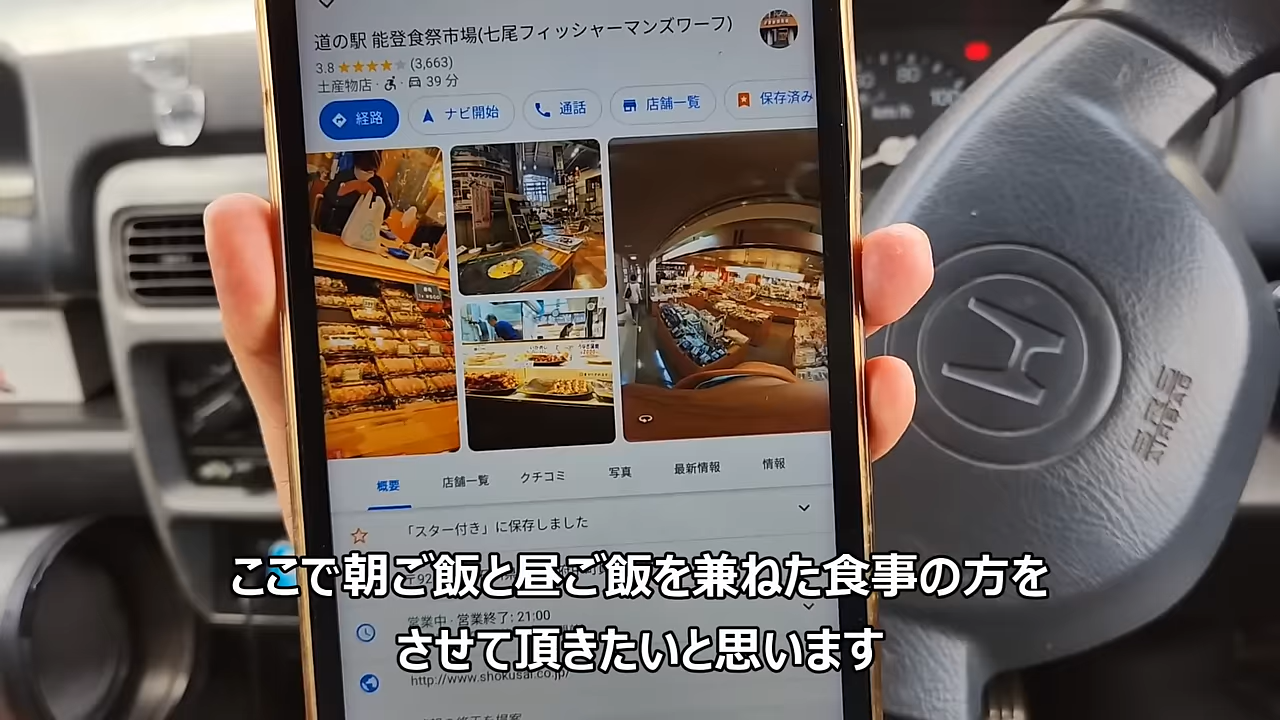 道の駅 能登食祭市場(七尾フィッシャーマンズワーフ)
3.8 ★★★★★ (3,663)
土産物店・ ・ 39 分
経路 ナビ開始 通話 店舗一覧 保存済み
概要 店舗一覧 クチコミ 写真 最新情報 情報
「スター付き」に保存しました
ここで朝ご飯と昼ご飯を兼ねた食事の方を
営業中・営業終了: 21:00
させて頂きたいと思います
http://www.shokusai.co.jp/
80
100
km/h
SRS
AIRBAG